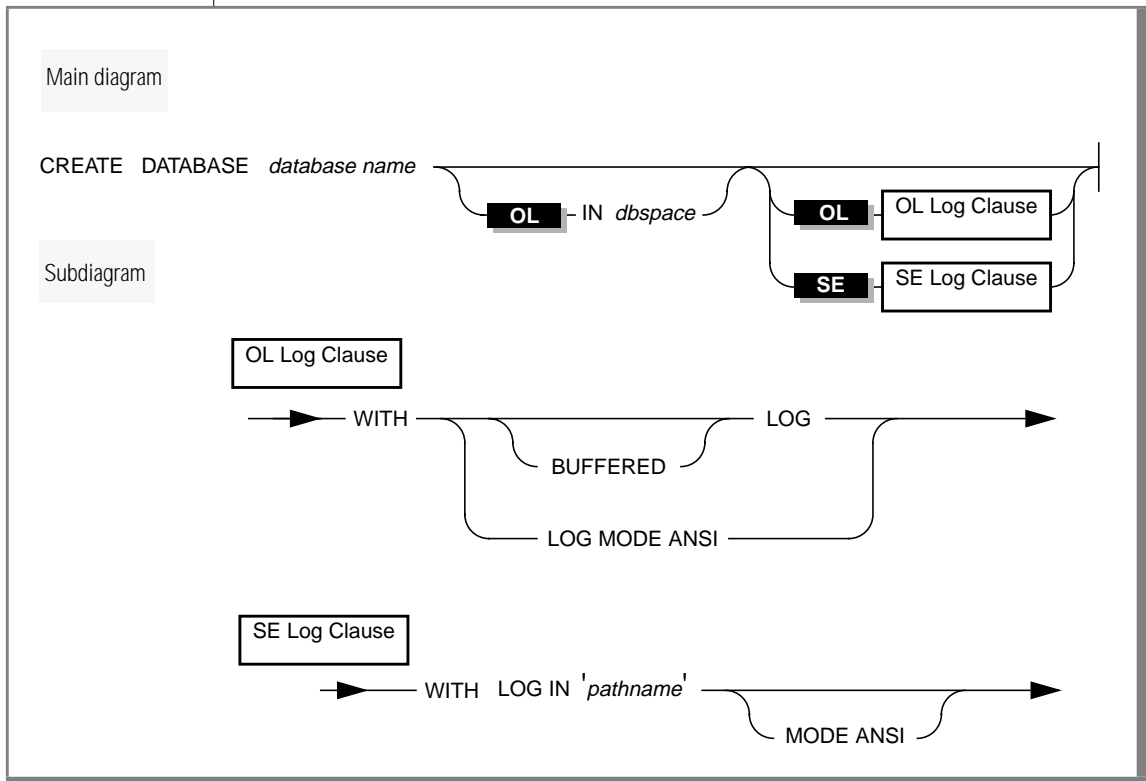 Main diagram
CREATE DATABASE database name
OL IN dbspace
OL OL Log Clause
SE SE Log Clause
Subdiagram
OL Log Clause
WITH LOG
BUFFERED
LOG MODE ANSI
SE Log Clause
WITH LOG IN 'pathname'
MODE ANSI